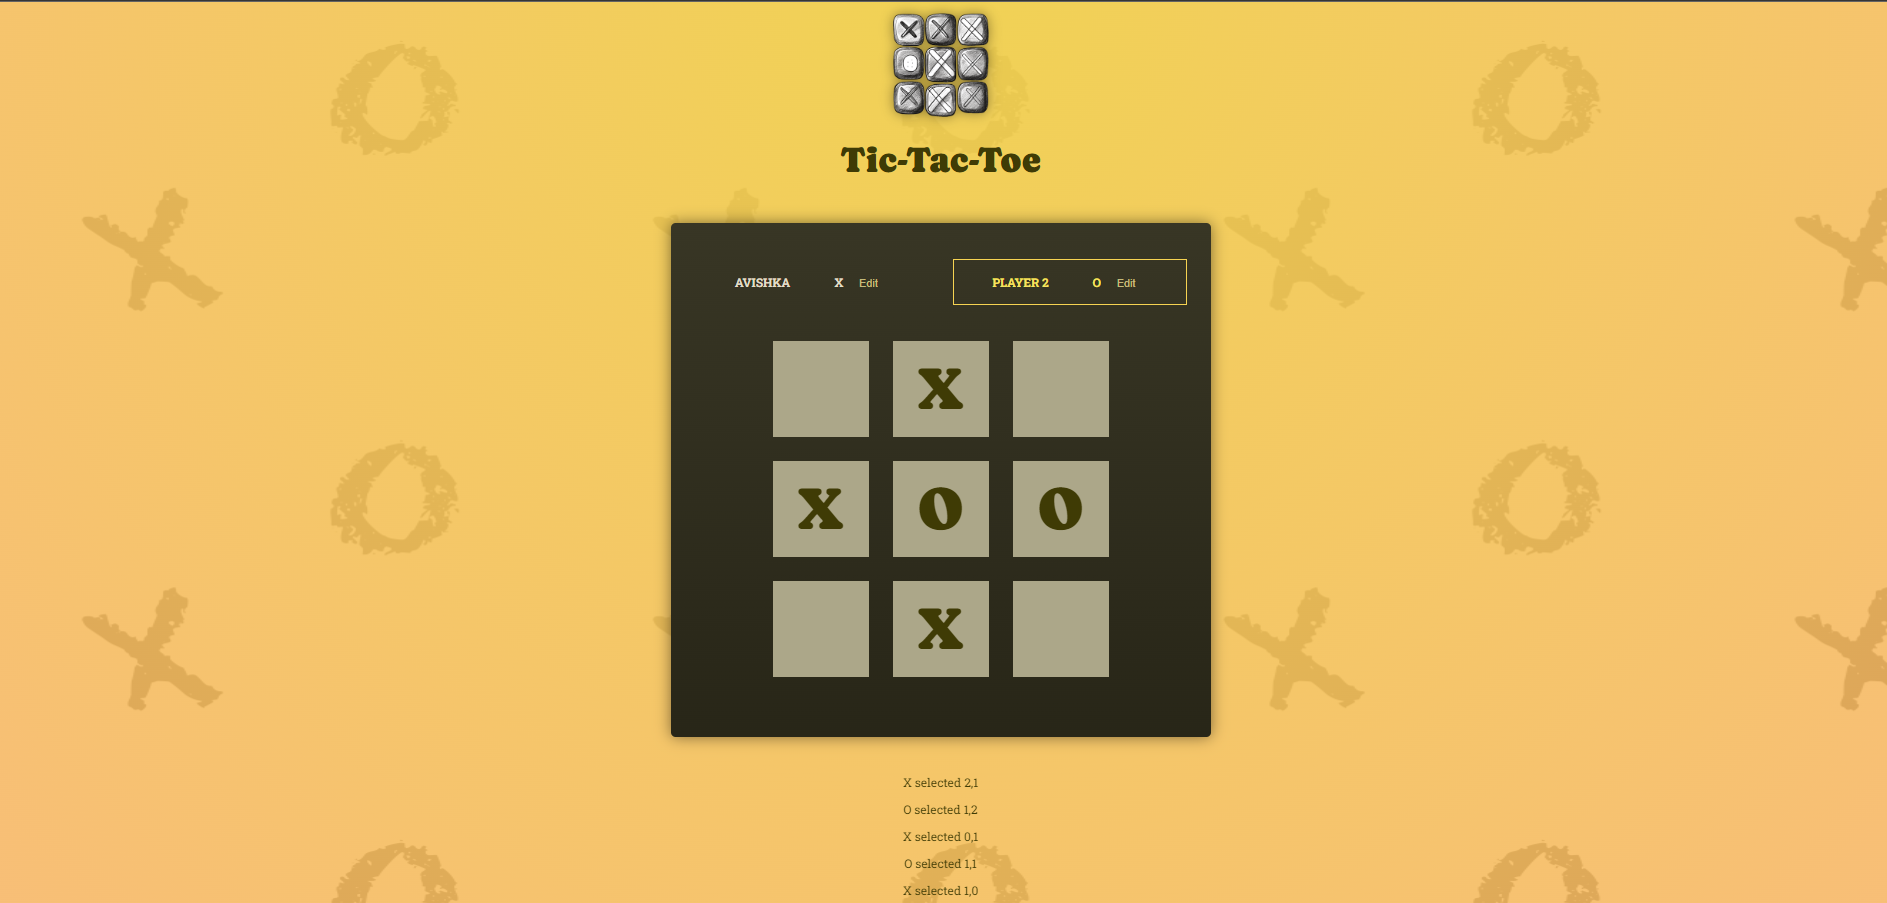 Tic-Tac-Toe
AVISHKA X Edit PLAYER 2 O Edit
X
X O O
X
X selected 2,1
O selected 1,2
X selected 0,1
O selected 1,1
X selected 1,0